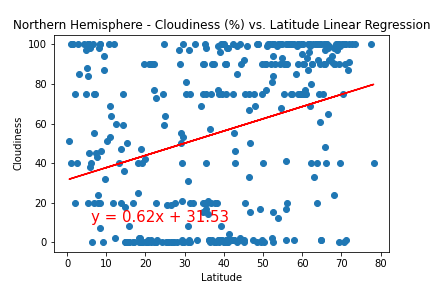 Northern Hemisphere - Cloudiness (%) vs. Latitude Linear Regression
100
80
60
40
20
0
Cloudiness
y = 0.62x + 31.53
0 10 20 30 40 50 60 70 80
Latitude